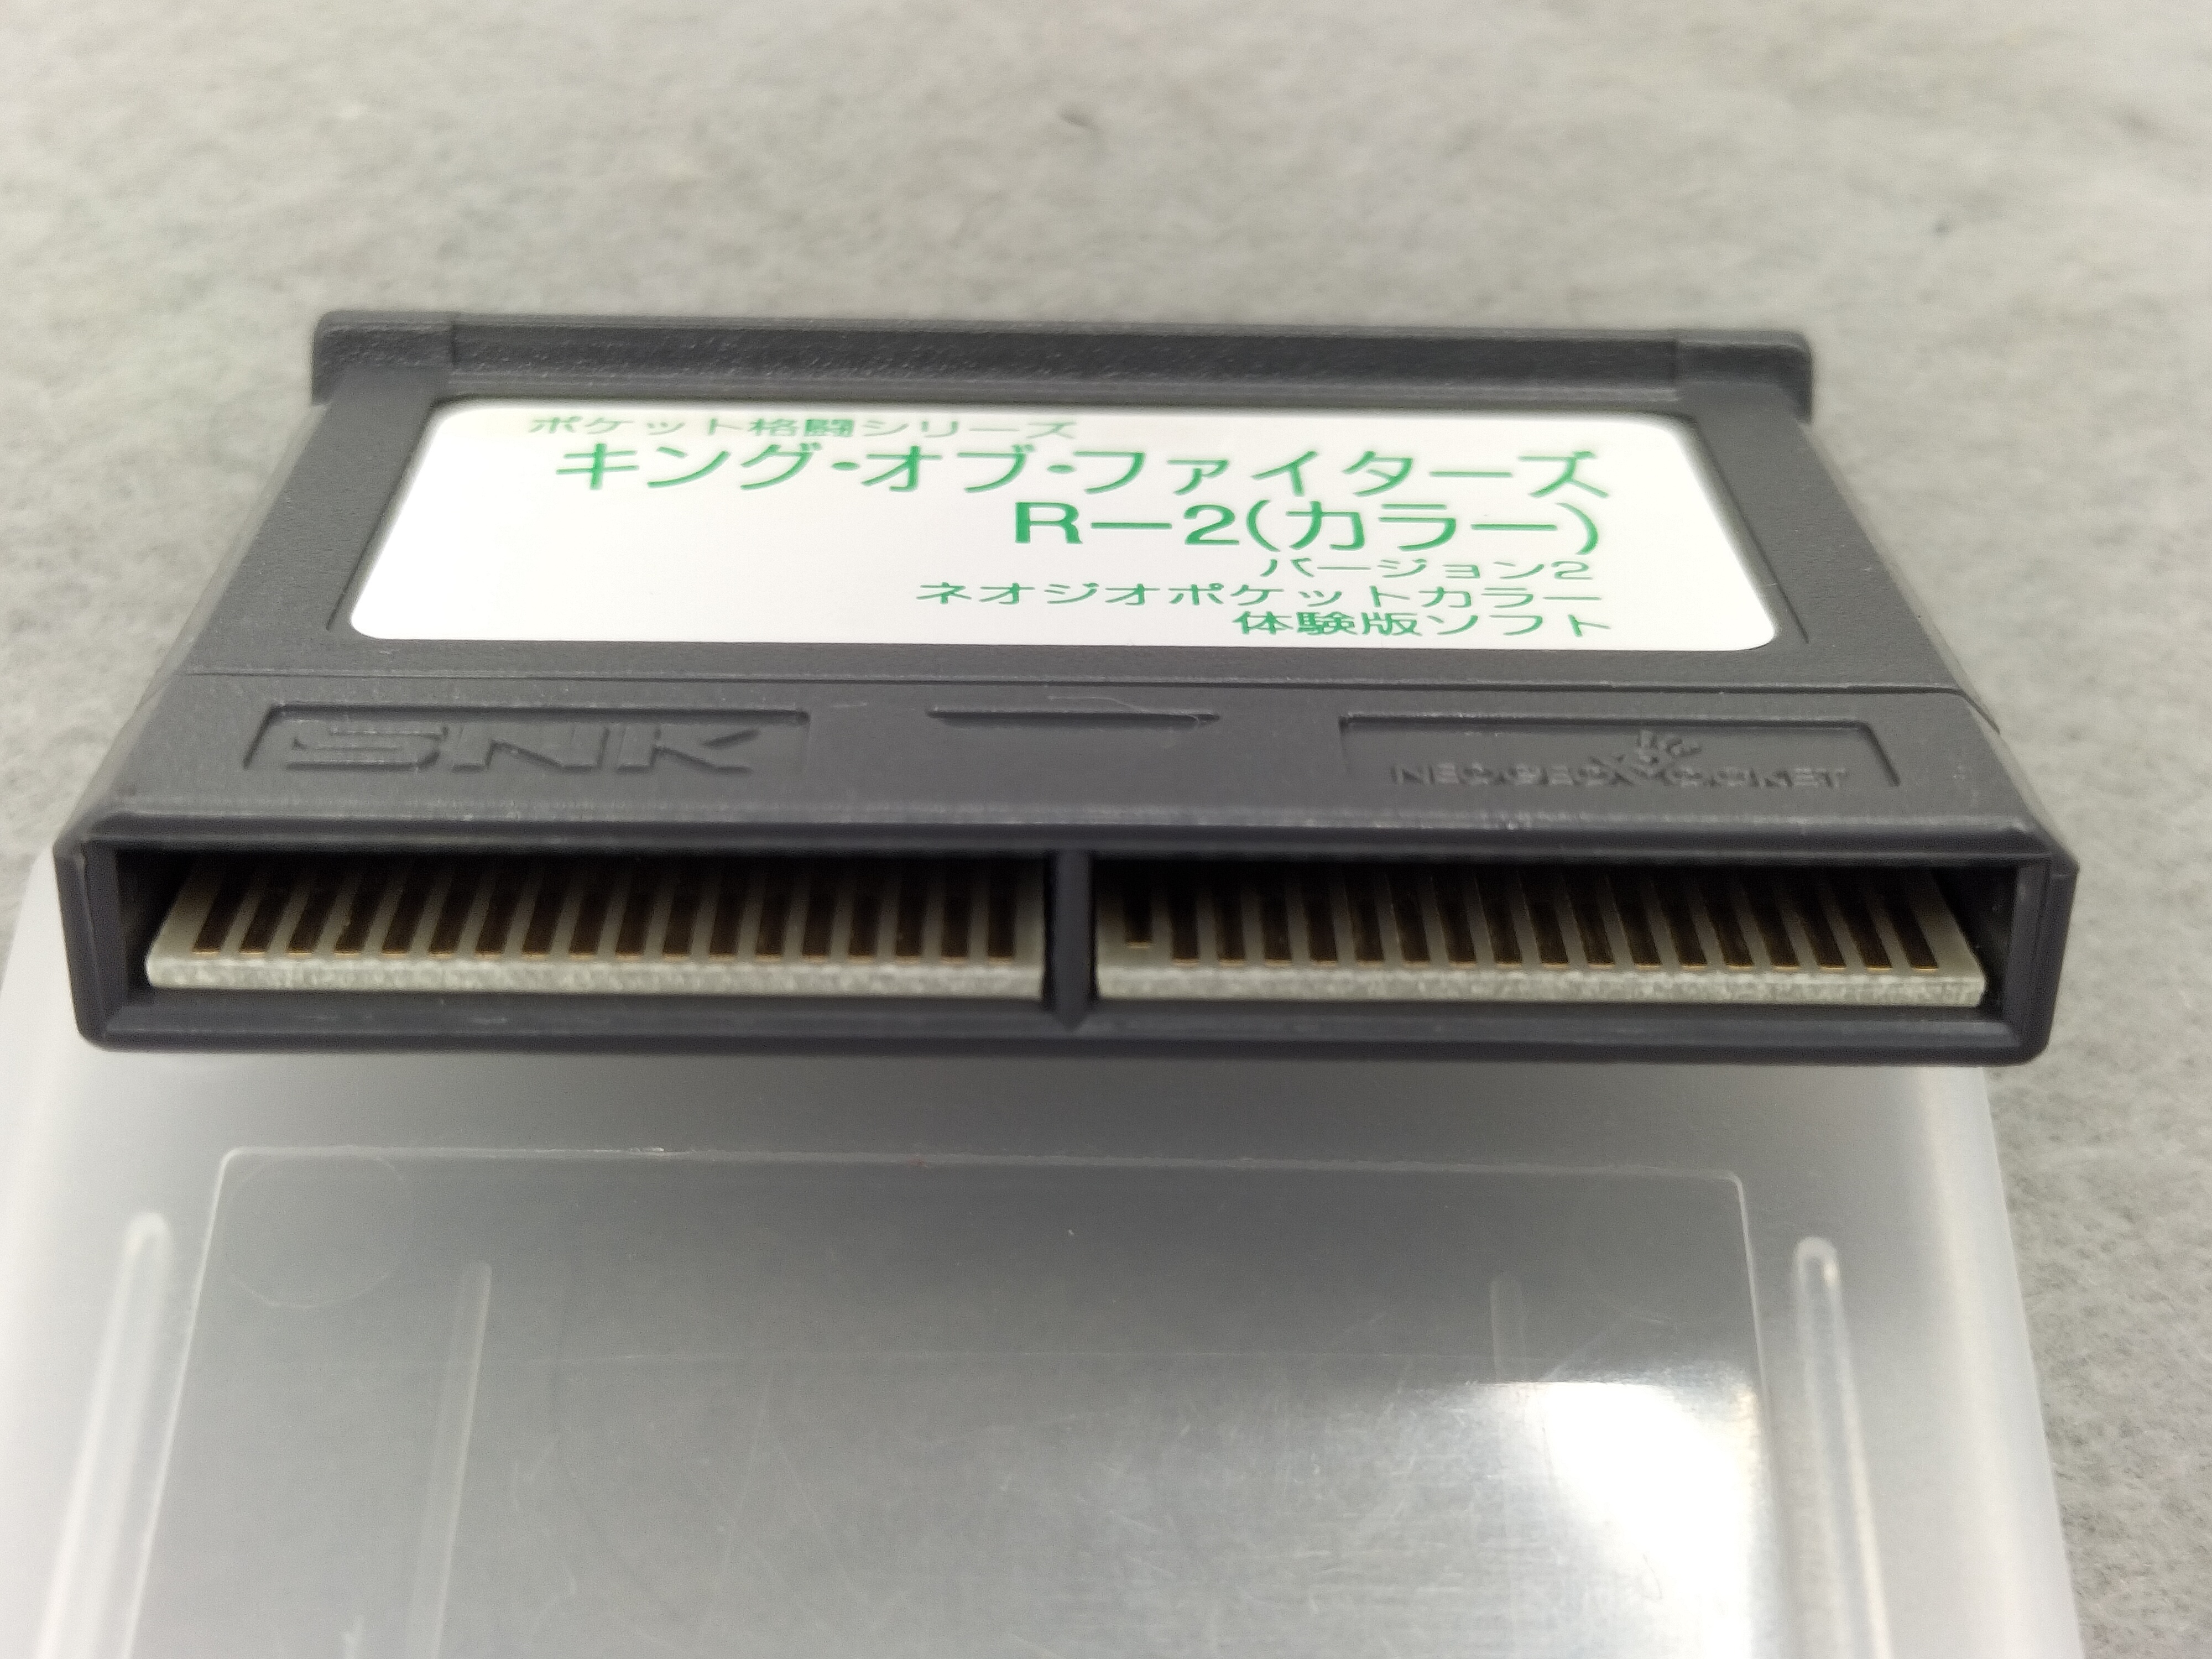 ポケット格闘シリーズ
キング・オブ・ファイターズ
R－2(カラー)
バージョン2
ネオジオポケットカラー
体験版ソフト
SNK
NEOGEO POCKET